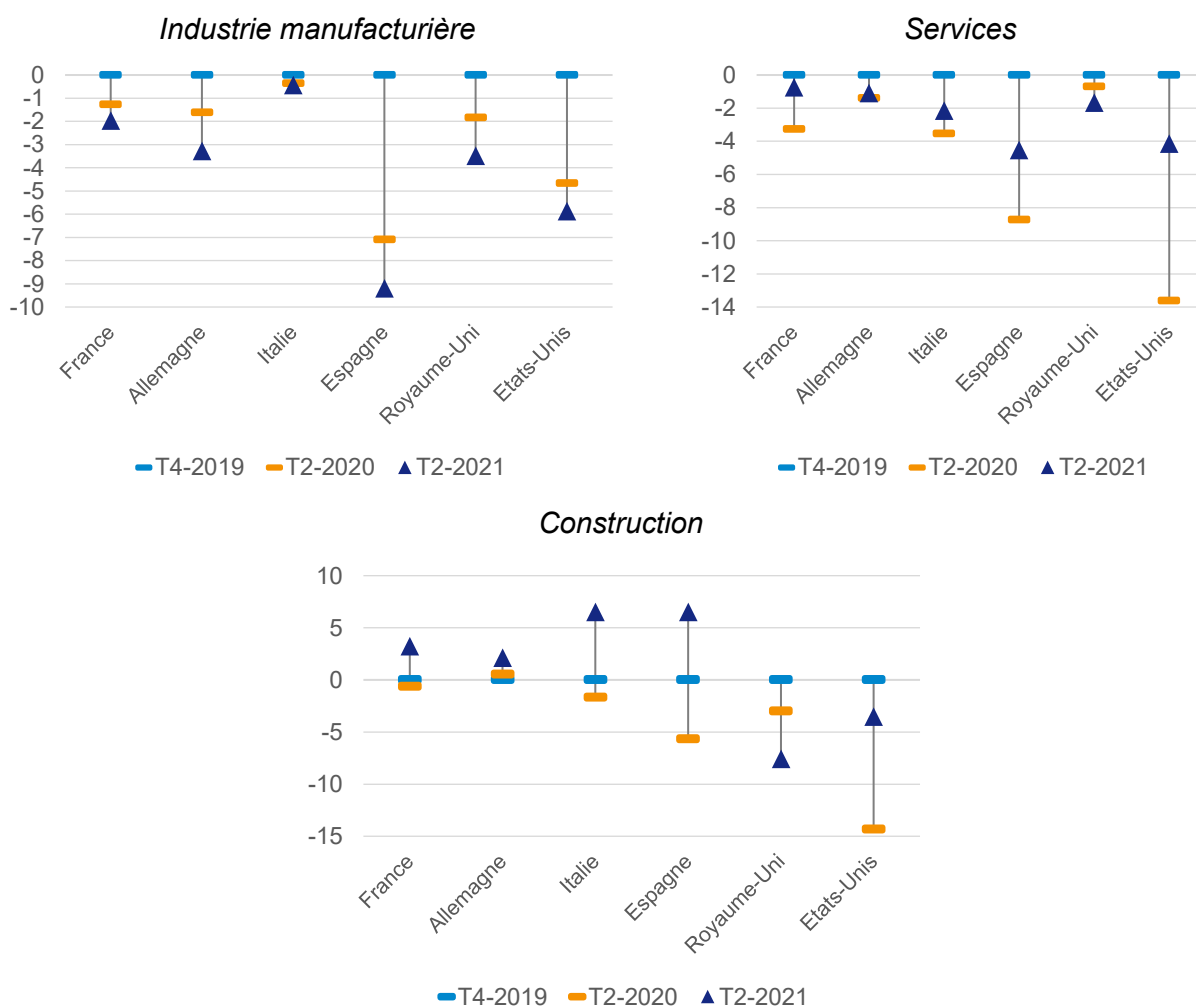 Industrie manufacturière
0
-1
-2
-3
-4
-5
-6
-7
-8
-9
-10
France
Allemagne
Italie
Espagne
Royaume-Uni
Etats-Unis
T4-2019 T2-2020 T2-2021
Services
0
-2
-4
-6
-8
-10
-12
-14
France
Allemagne
Italie
Espagne
Royaume-Uni
Etats-Unis
T4-2019 T2-2020 T2-2021
Construction
10
5
0
-5
-10
-15
France
Allemagne
Italie
Espagne
Royaume-Uni
Etats-Unis
T4-2019 T2-2020 T2-2021